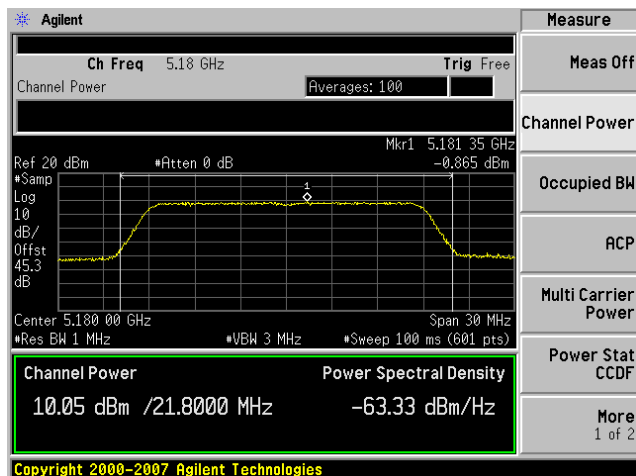 Agilent
Measure
Ch Freq 5.18 GHz Trig Free
Channel Power Averages: 100
Mkr1 5.181 35 GHz
Ref 20 dBm #Atten 0 dB -0.865 dBm
#Samp
Log
10
dB/
Offst
45.3
dB
1
Center 5.180 00 GHz Span 30 MHz
#Res BW 1 MHz #VBW 3 MHz #Sweep 100 ms (601 pts)
Channel Power Power Spectral Density
10.05 dBm /21.8000 MHz -63.33 dBm/Hz
Copyright 2000-2007 Agilent Technologies
Meas Off
Channel Power
Occupied BW
ACP
Multi Carrier
Power
Power Stat
CCDF
More
1 of 2